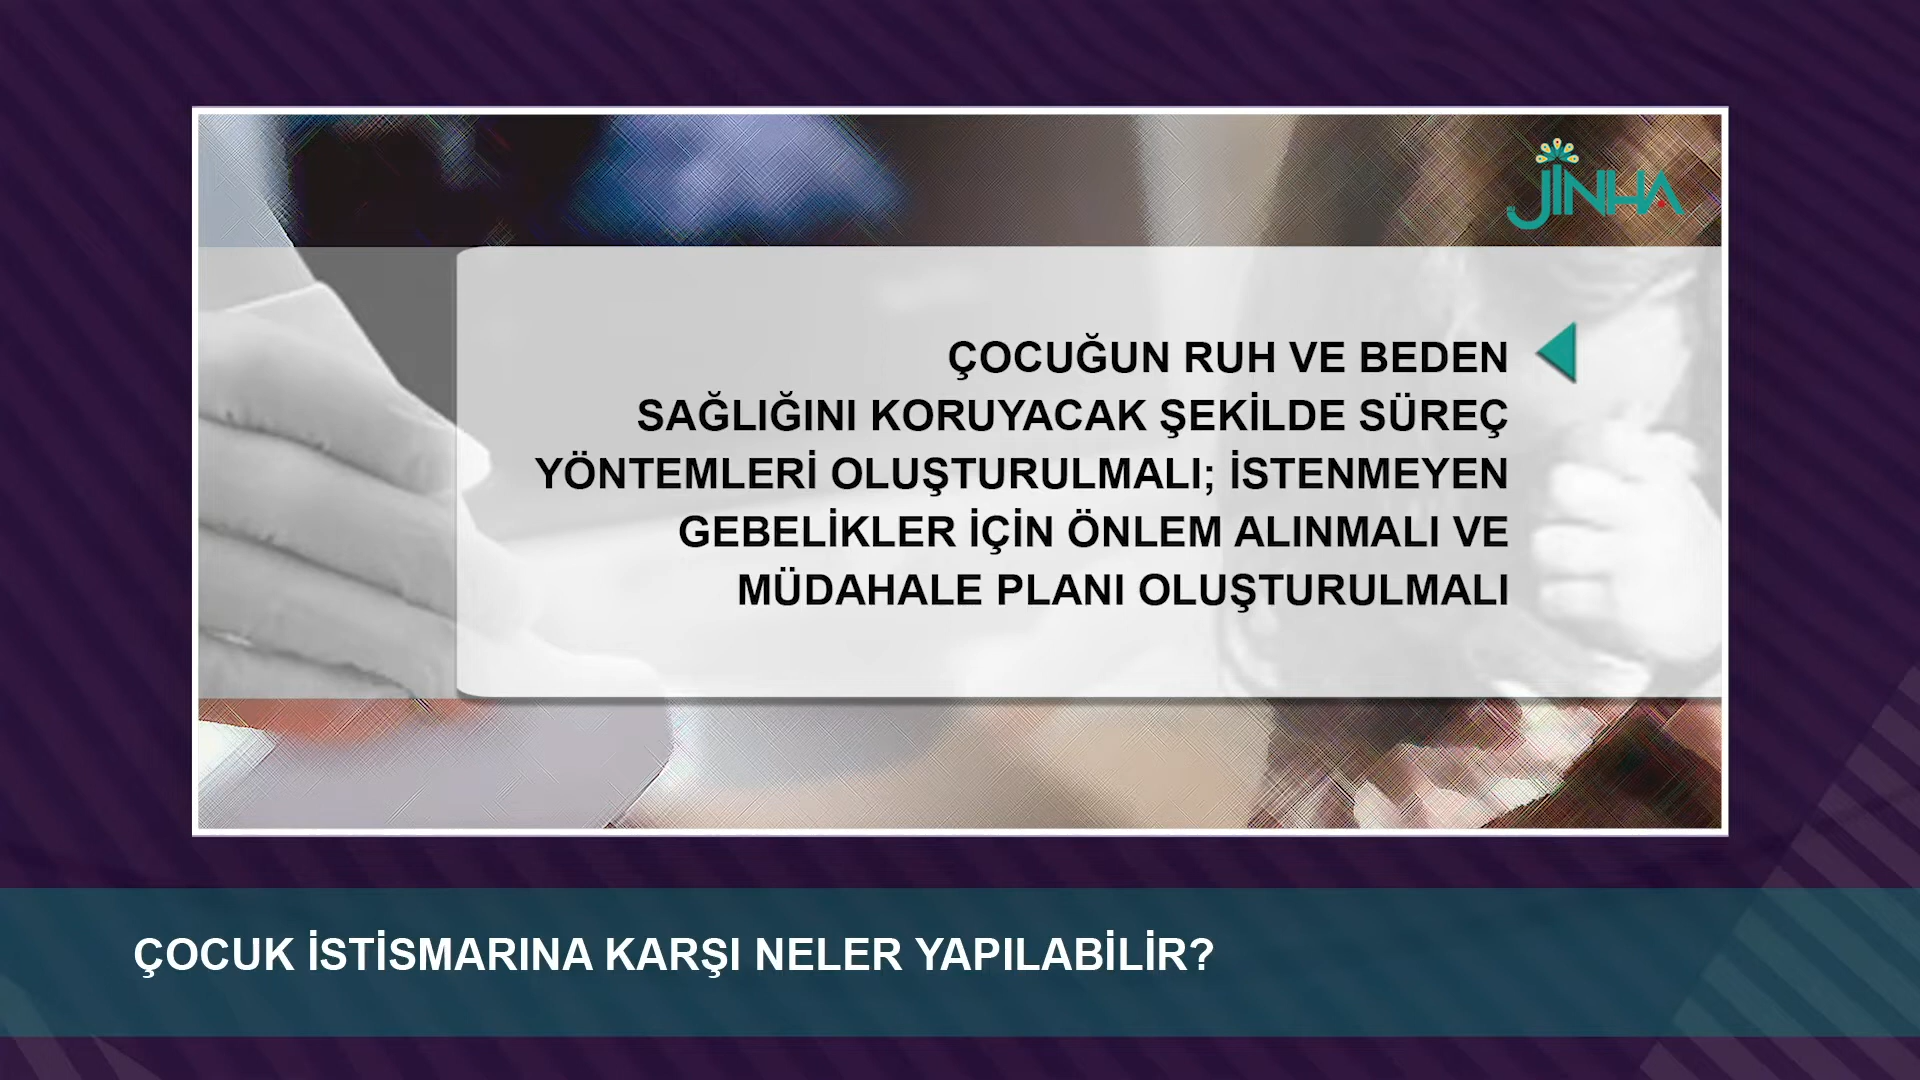 JINHA
ÇOCUĞUN RUH VE BEDEN
SAĞLIĞINI KORUYACAK ŞEKİLDE SÜREÇ
YÖNTEMLERİ OLUŞTURULMALI; İSTENMEYEN
GEBELİKLER İÇİN ÖNLEM ALINMALI VE
MÜDAHALE PLANI OLUŞTURULMALI
ÇOCUK İSTİSMARINA KARŞI NELER YAPILABİLİR?